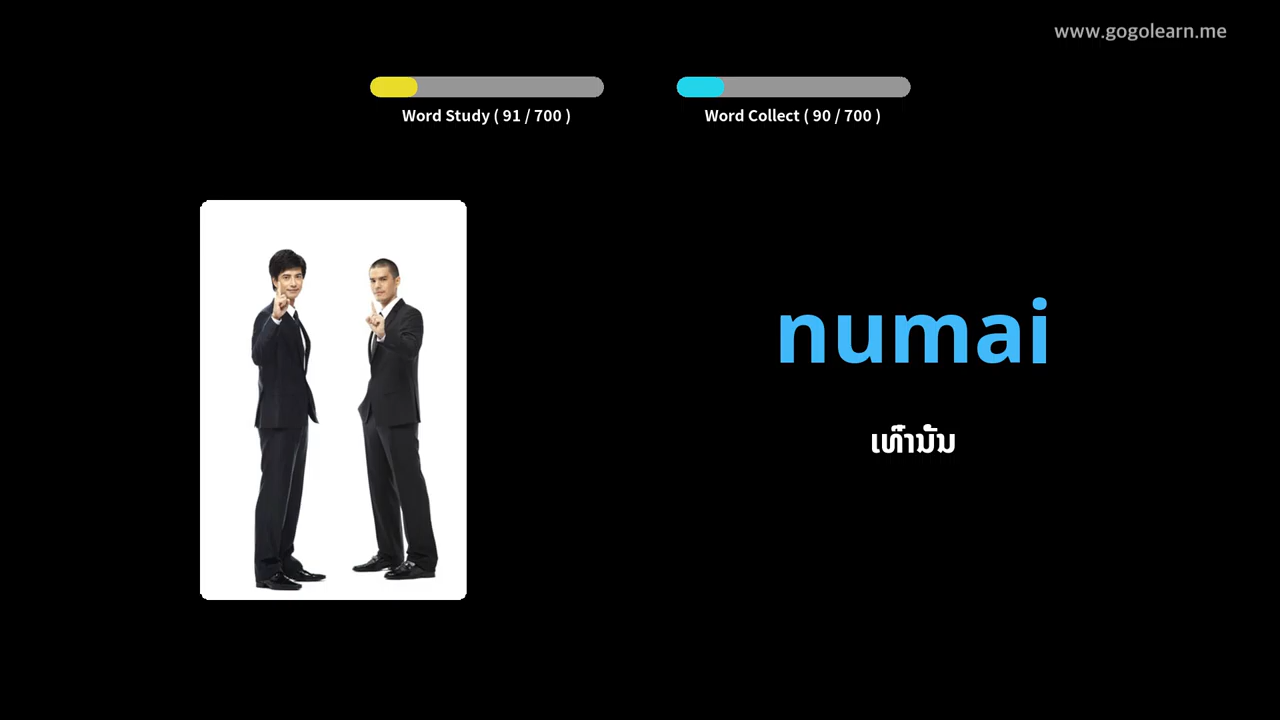 www.gogolearn.me
Word Study ( 91 / 700 )
Word Collect ( 90 / 700 )
numai
ເທົ່ານັ້ນ